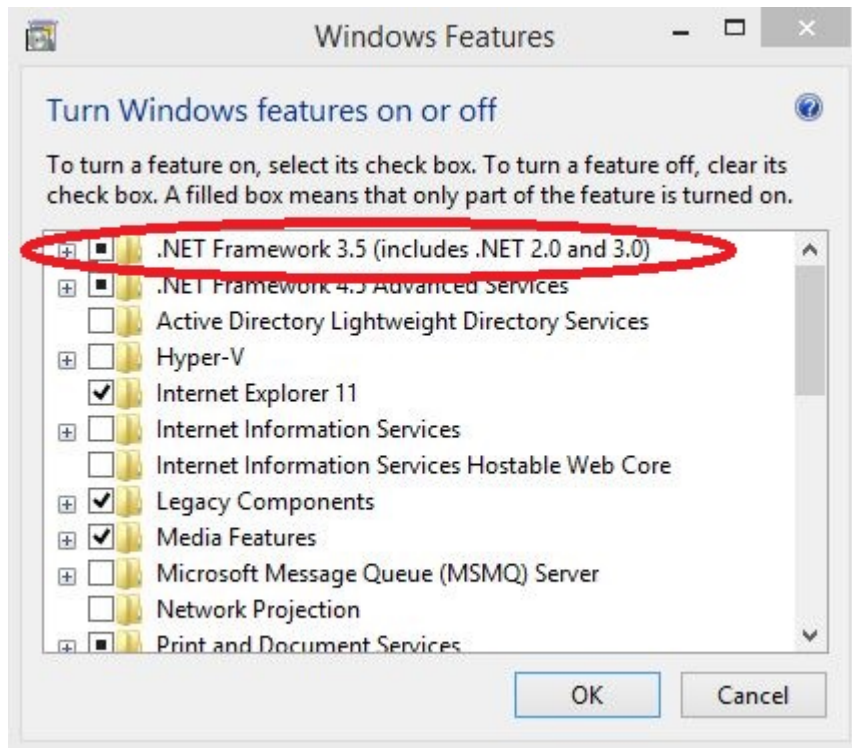 Windows Features
Turn Windows features on or off
To turn a feature on, select its check box. To turn a feature off, clear its
check box. A filled box means that only part of the feature is turned on.
.NET Framework 3.5 (includes .NET 2.0 and 3.0)
.NET Framework 4.5 Advanced Services
Active Directory Lightweight Directory Services
Hyper-V
Internet Explorer 11
Internet Information Services
Internet Information Services Hostable Web Core
Legacy Components
Media Features
Microsoft Message Queue (MSMQ) Server
Network Projection
Print and Document Services
OK Cancel